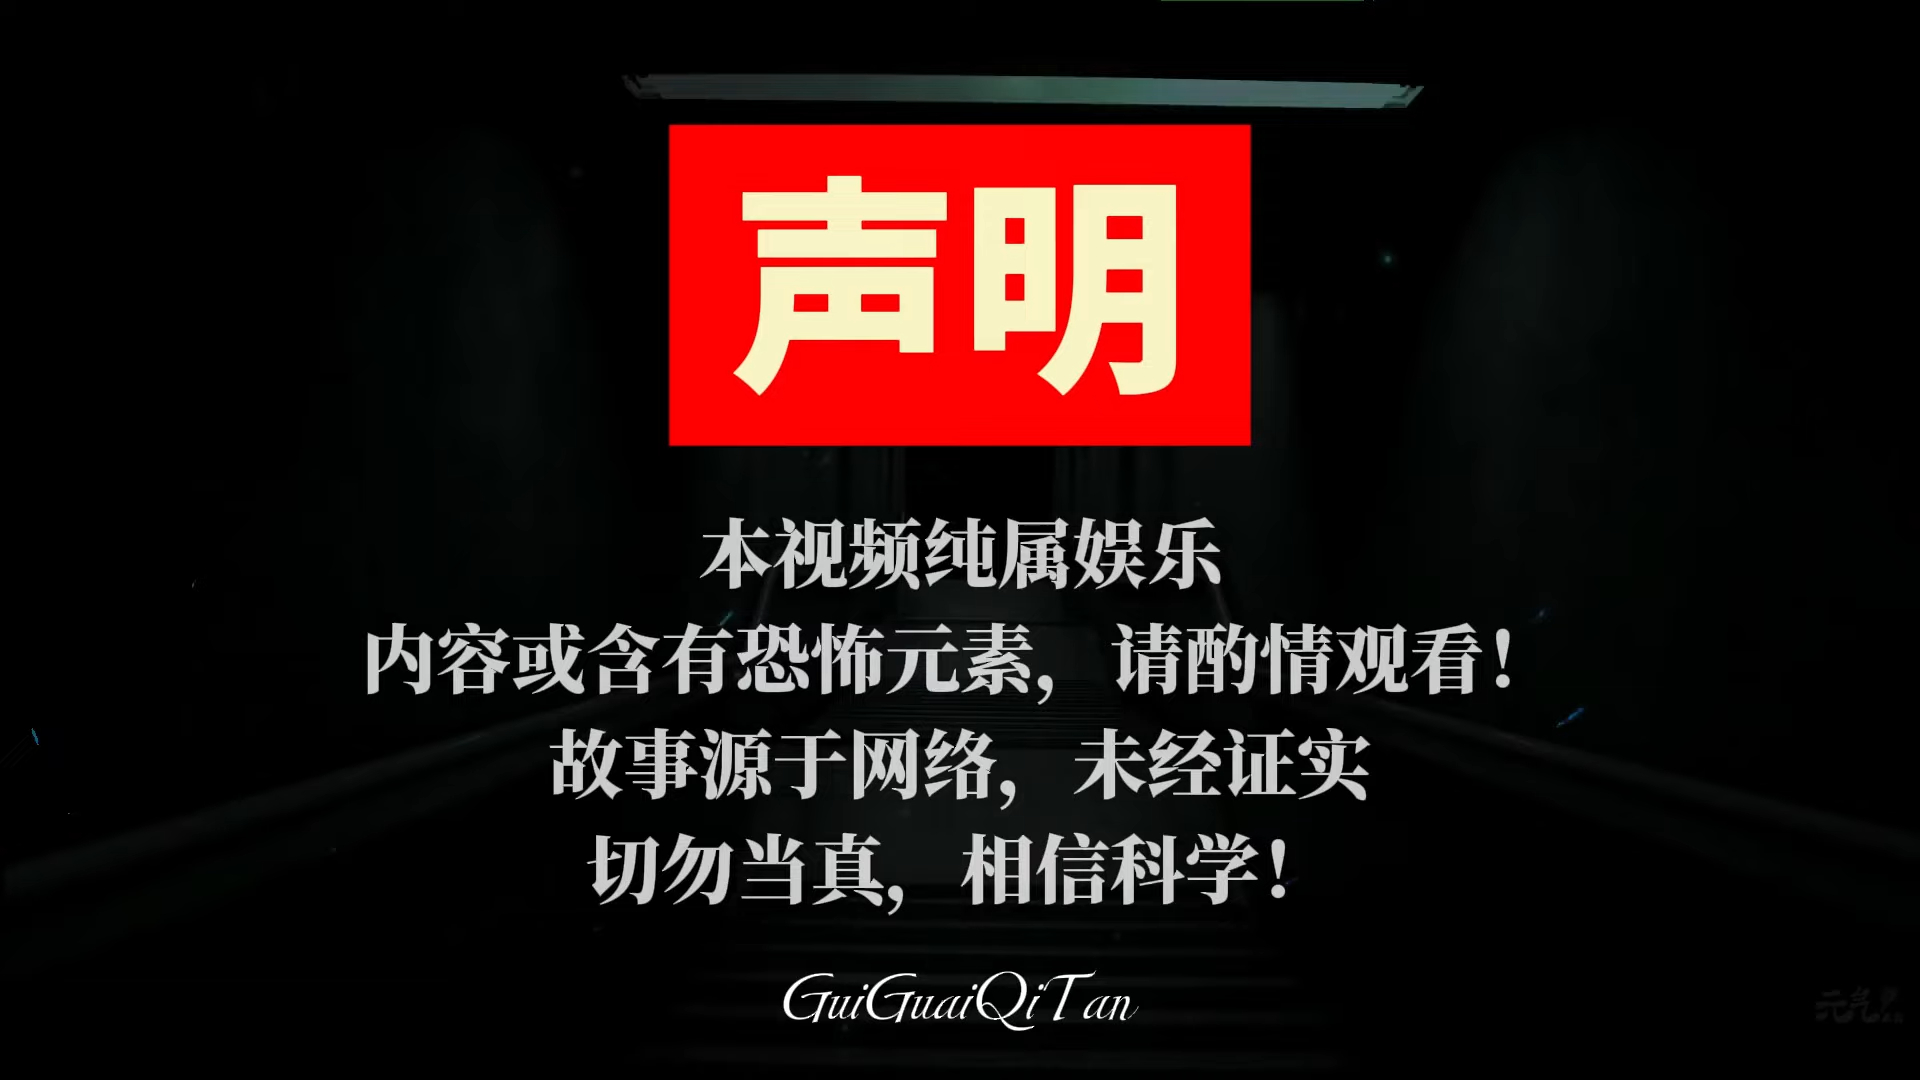 声明
本视频纯属娱乐
内容或含有恐怖元素，请酌情观看！
故事源于网络，未经证实
切勿当真，相信科学！
GuiGuaiQiTan
元气